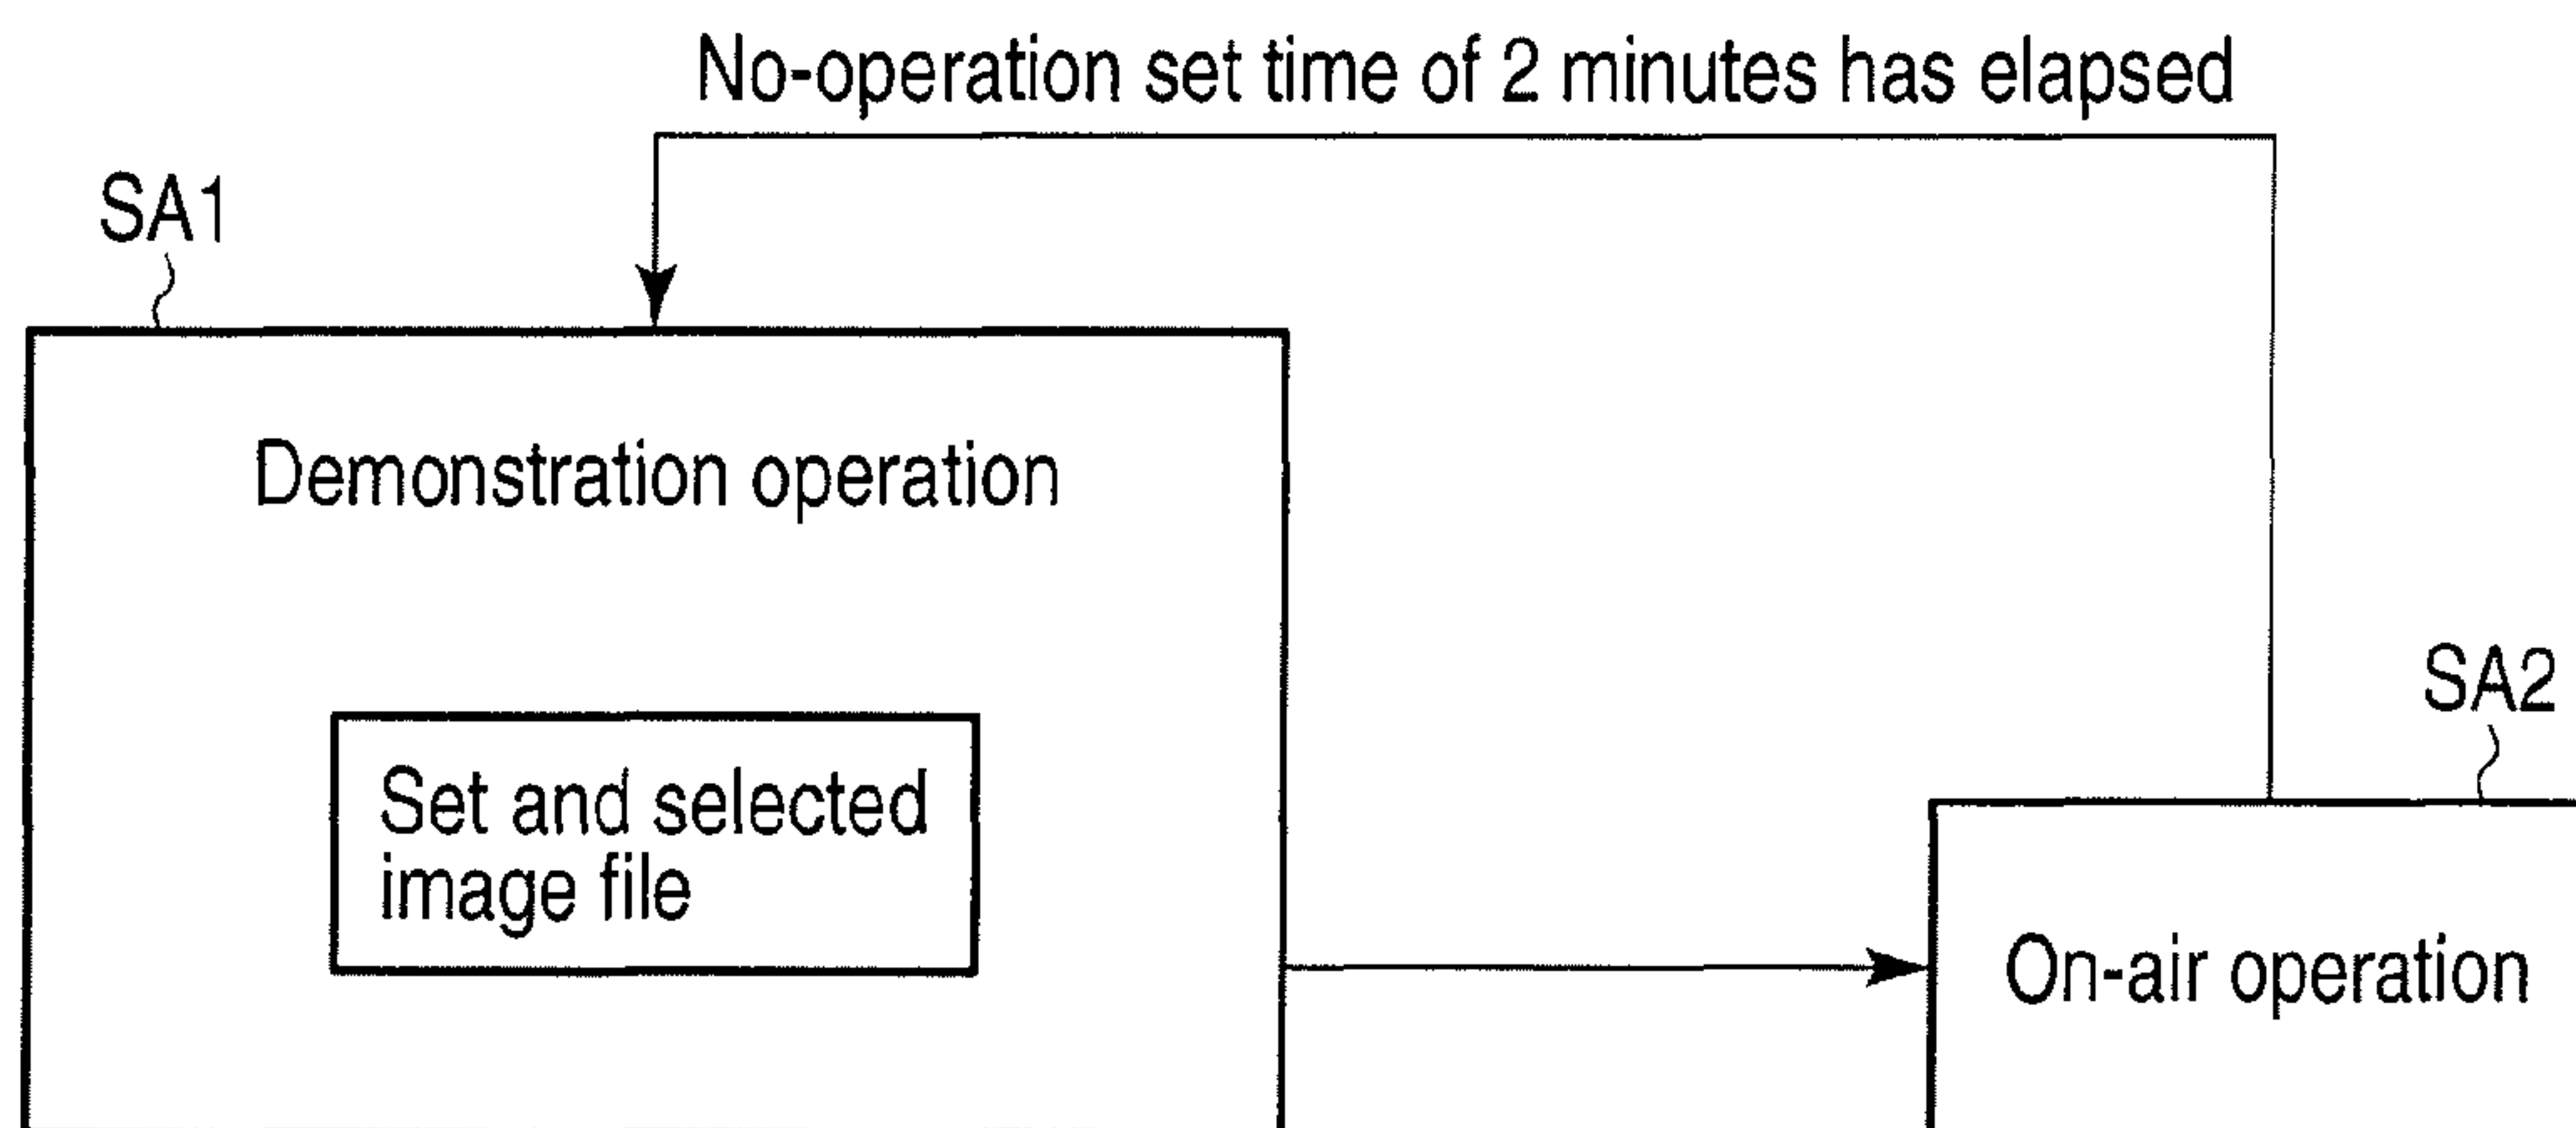 No-operation set time of 2 minutes has elapsed
SA1
Demonstration operation
Set and selected
image file
SA2
On-air operation